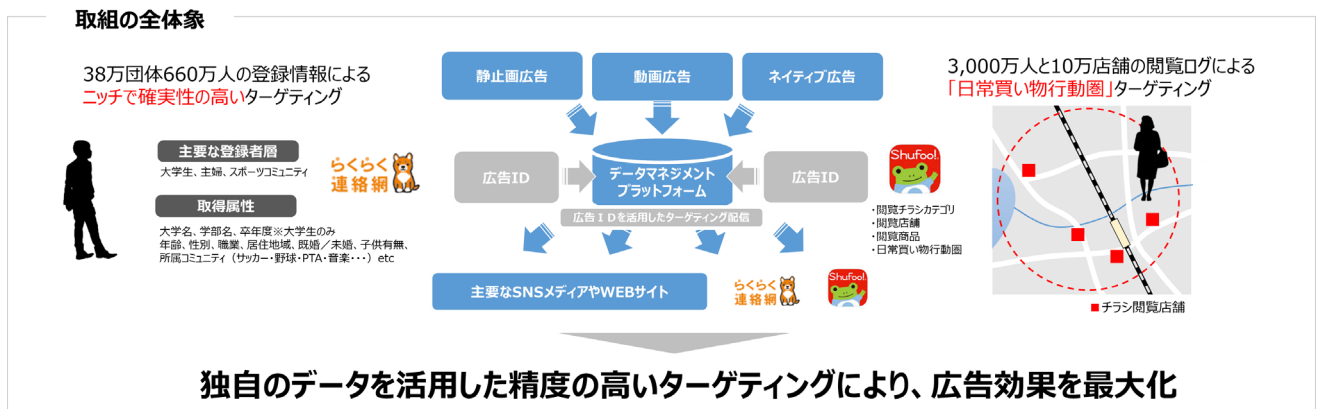 取組の全体象
38万団体660万人の登録情報による
ニッチで確実性の高いターゲティング
主要な登録者層
大学生、主婦、スポーツコミュニティ
取得属性
大学名、学部名、卒年度※大学生のみ
年齢、性別、職業、居住地域、既婚／未婚、子供有無、
所属コミュニティ（サッカー・野球・PTA・音楽・・・）etc
らくらく
連絡網
静止画広告
動画広告
ネイティブ広告
広告ID
データマネジメント
プラットフォーム
広告ID
広告ＩＤを活用したターゲティング配信
主要なSNSメディアやWEBサイト
らくらく
連絡網
Shufoo!
Shufoo!
・閲覧チラシカテゴリ
・閲覧店舗
・閲覧商品
・日常買い物行動圏
3,000万人と10万店舗の閲覧ログによる
「日常買い物行動圏」ターゲティング
■チラシ閲覧店舗
独自のデータを活用した精度の高いターゲティングにより、広告効果を最大化